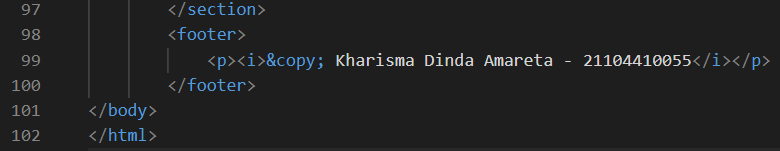 97 </section>
98 <footer>
99 <p><i>&copy; Kharisma Dinda Amareta - 21104410055</i></p>
100 </footer>
101 </body>
102 </html>